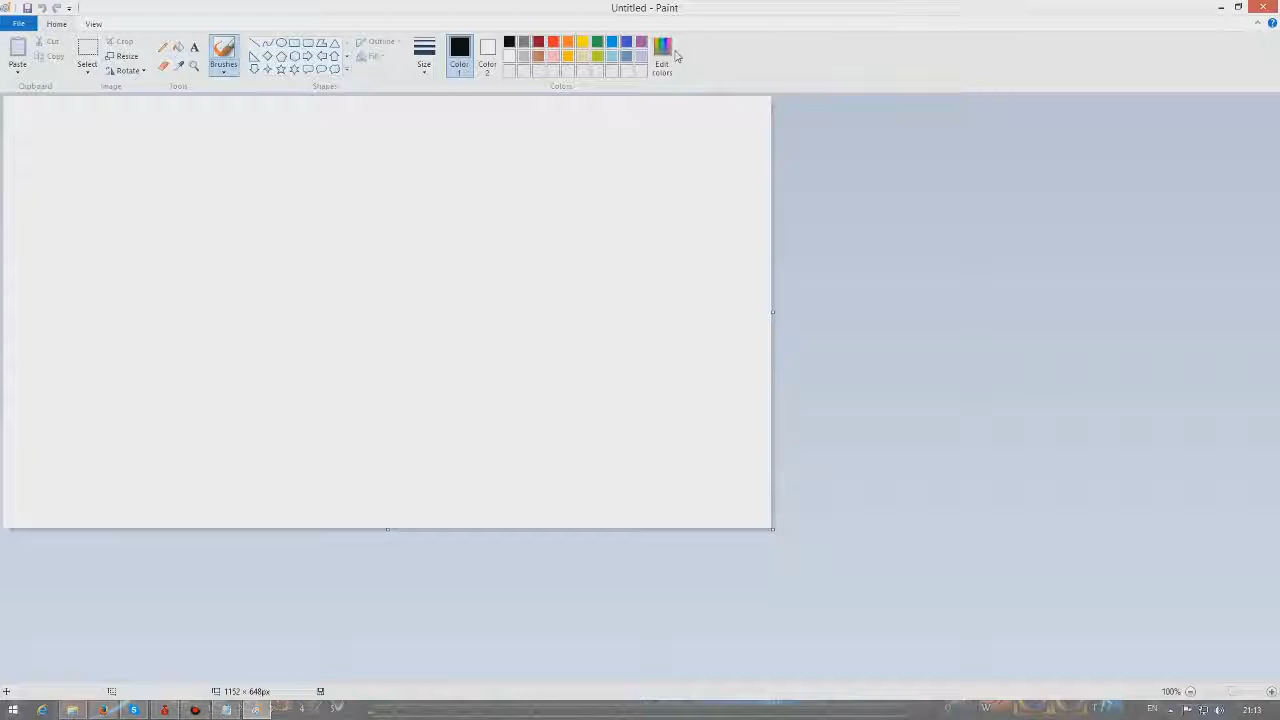 Untitled - Paint
File Home View
Cut
Copy
Paste
Clipboard
Crop
Resize
Rotate
Select
Image
A
Tools
Brushes
Outline
Fill
Shapes
Size
Color 1
Color 2
Colors
Edit colors
1152 × 648px
100%
EN
21:13